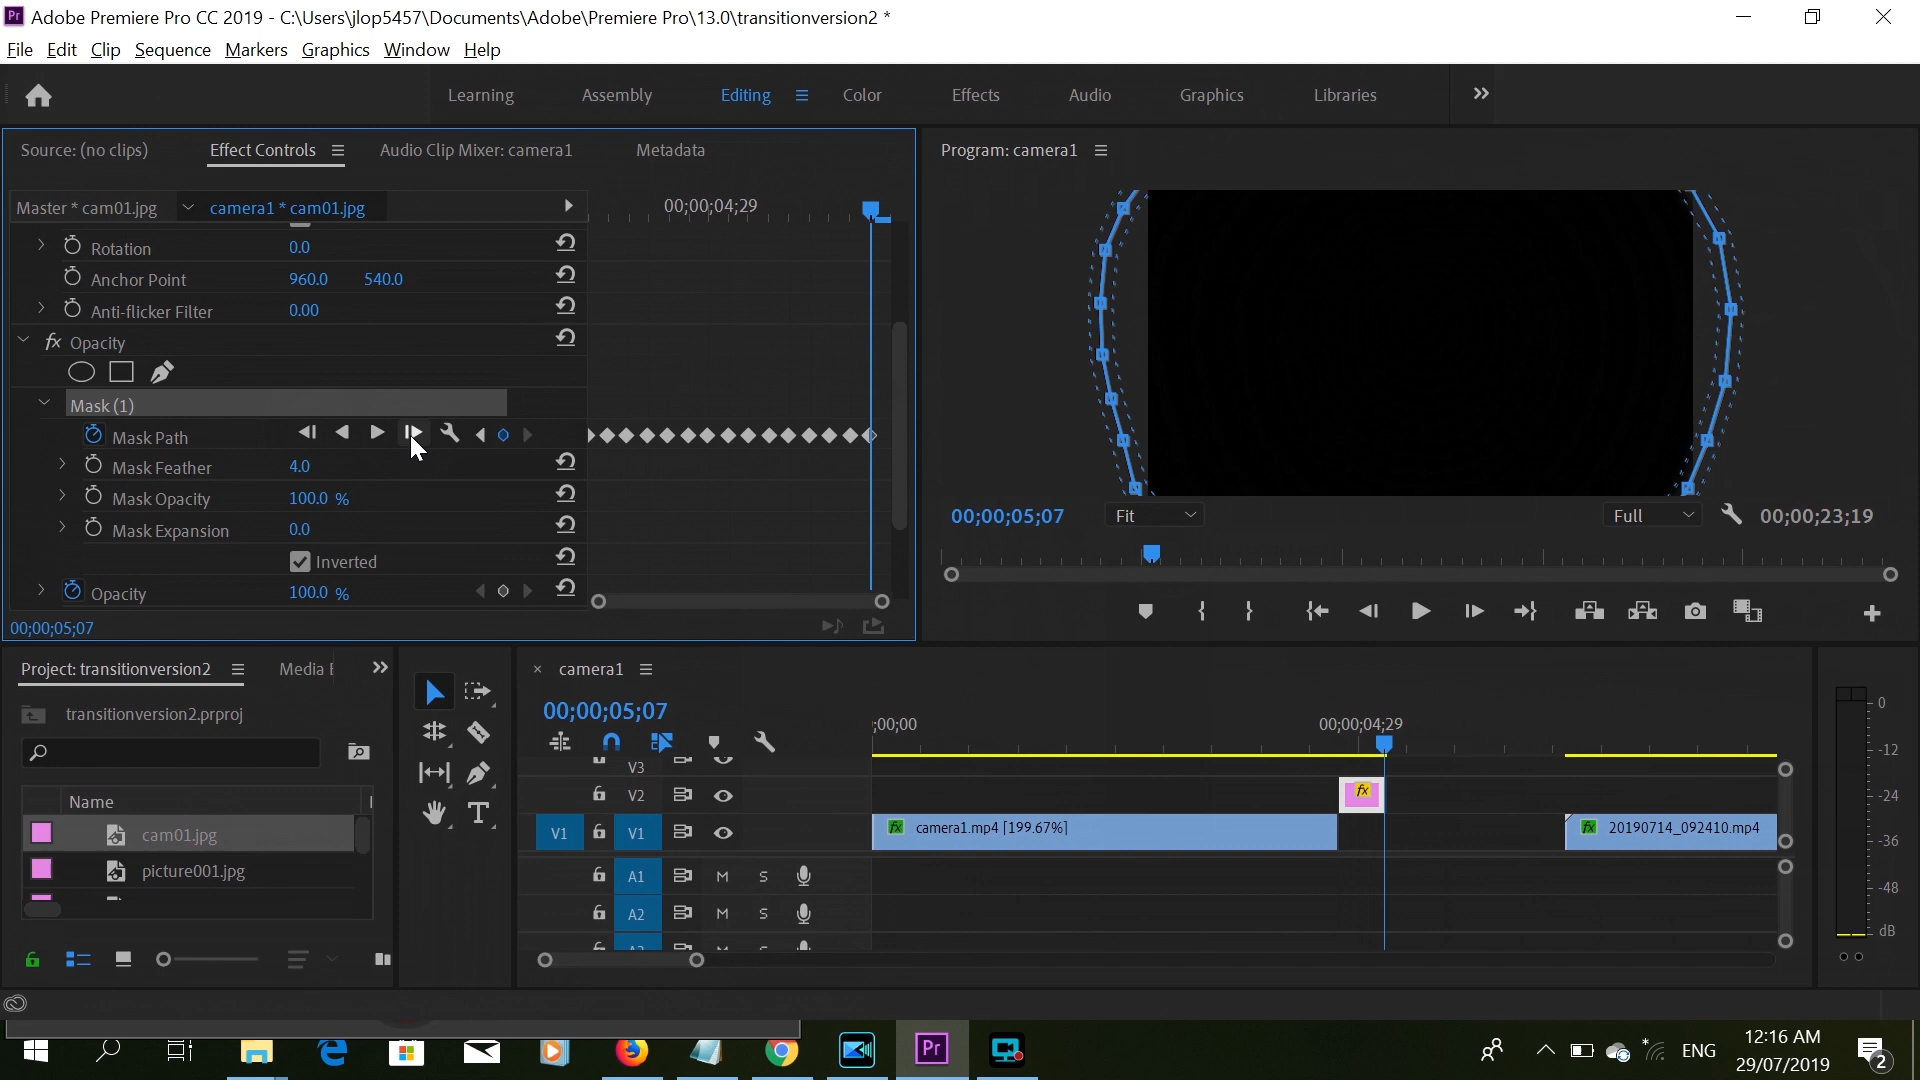 Adobe Premiere Pro CC 2019 - C:\Users\jlop5457\Documents\Adobe\Premiere Pro\13.0\transitionversion2 *
File Edit Clip Sequence Markers Graphics Window Help
Learning Assembly Editing Color Effects Audio Graphics Libraries
Source: (no clips) Effect Controls Audio Clip Mixer: camera1 Metadata
Program: camera1
Master * cam01.jpg camera1 * cam01.jpg 00;00;04;29
Rotation 0.0
Anchor Point 960.0 540.0
Anti-flicker Filter 0.00
fx Opacity
Mask (1)
Mask Path
Mask Feather 4.0
Mask Opacity 100.0 %
Mask Expansion 0.0
Inverted
Opacity 100.0 %
00;00;05;07
00;00;05;07 Fit Full 00;00;23;19
Project: transitionversion2 Media
transitionversion2.prproj
Name
cam01.jpg
picture001.jpg
camera1
00;00;05;07
;00;00 00;00;04;29
V3
V2 fx
V1 V1 fx camera1.mp4 [199.67%] fx 20190714_092410.mp4
A1 M S
A2 M S
0
-12
-24
-36
-48
dB
Pr
ENG
12:16 AM
29/07/2019
2